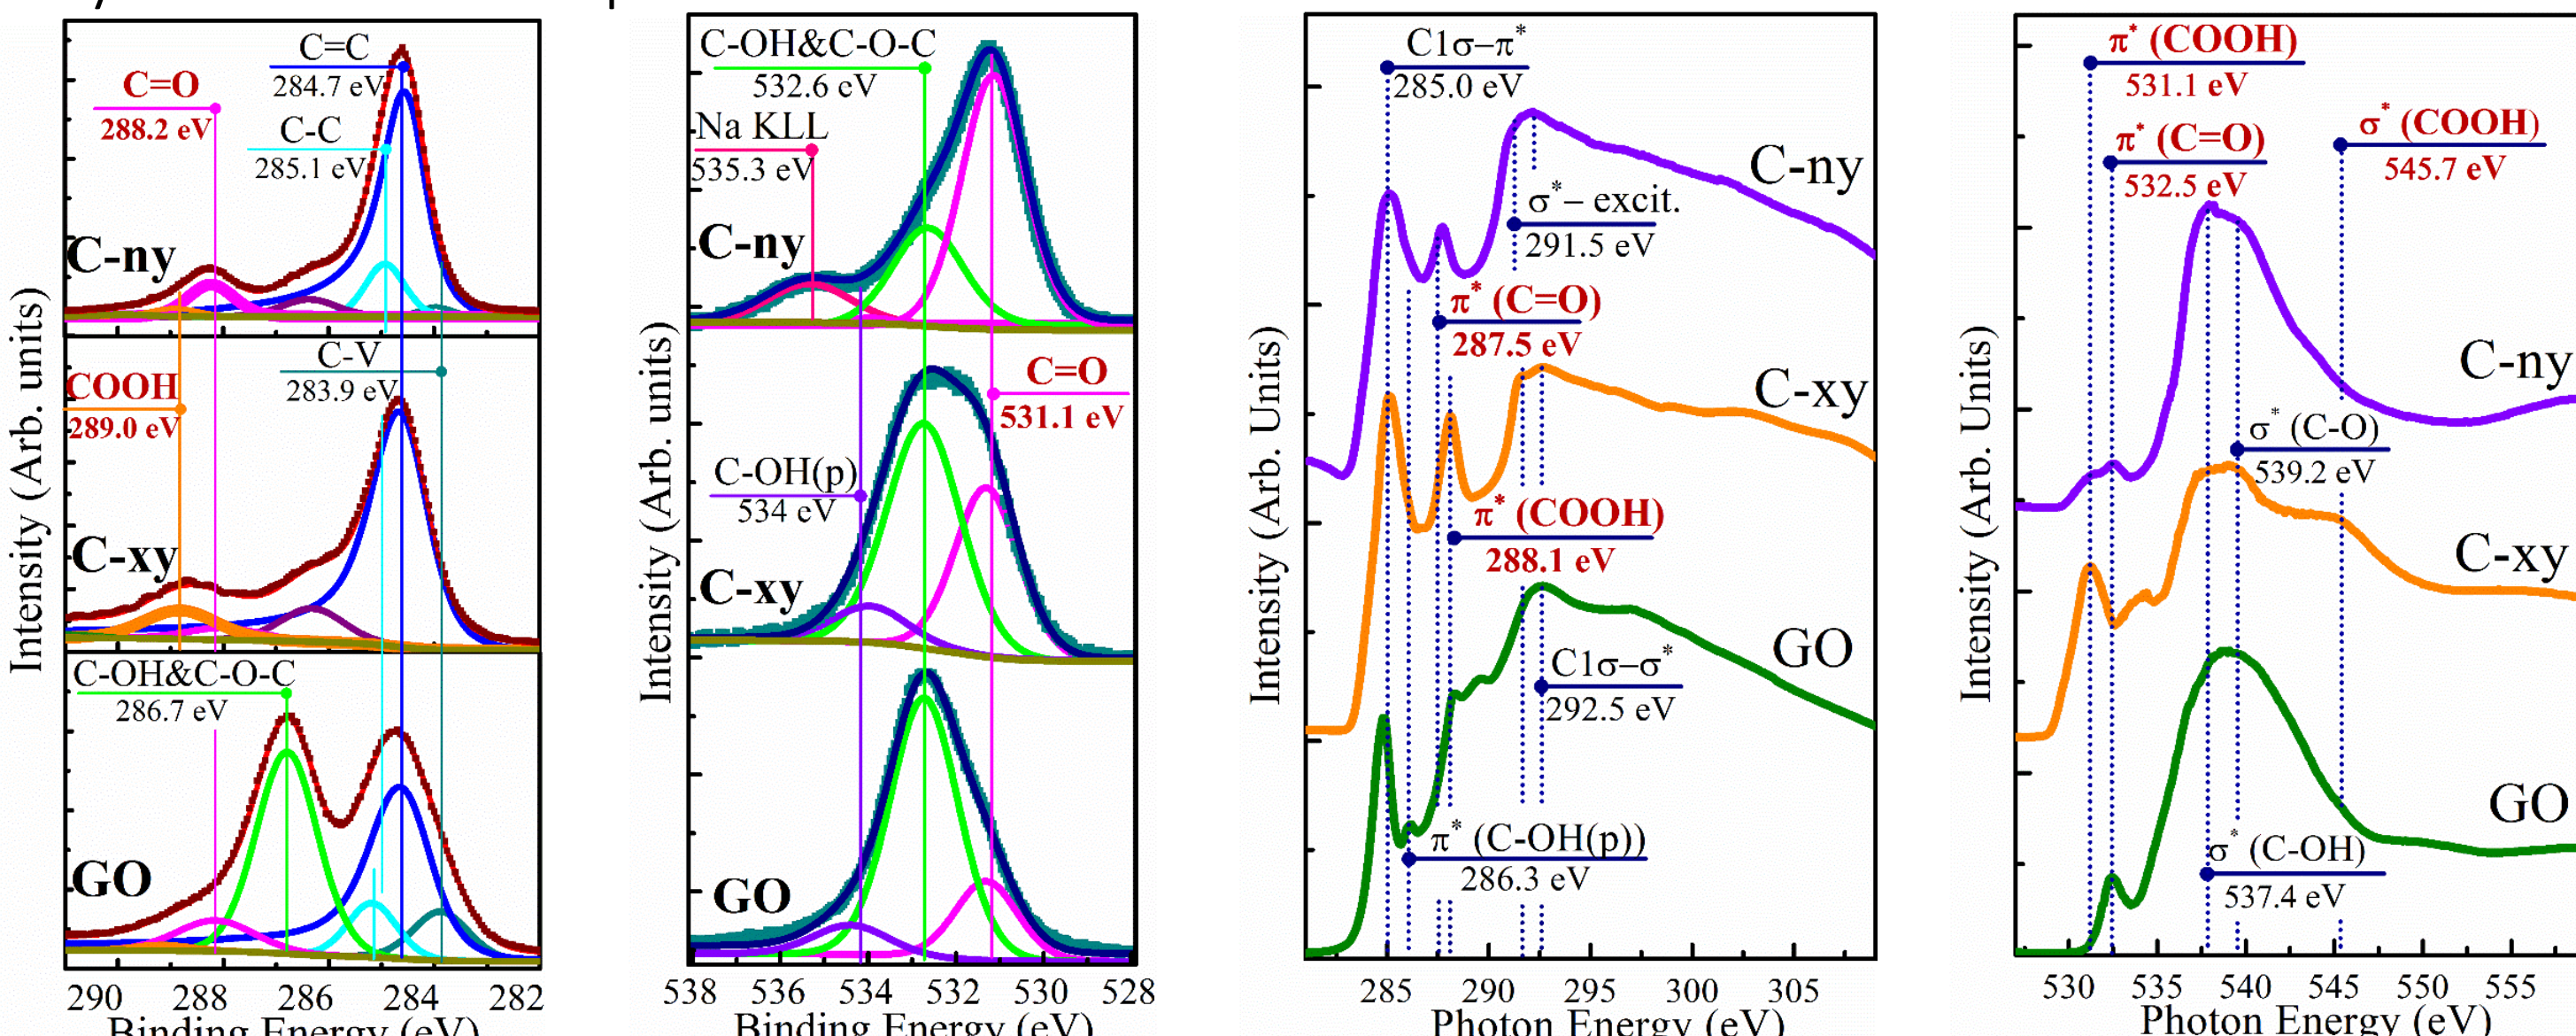 C=C
284.7 eV
C=O
288.2 eV
C-C
285.1 eV
C-ny
C-V
283.9 eV
COOH
289.0 eV
C-xy
C-OH&C-O-C
286.7 eV
GO
Intensity (Arb. units)
290 288 286 284 282
Binding Energy (eV)
C-OH&C-O-C
532.6 eV
Na KLL
535.3 eV
C-ny
C=O
531.1 eV
C-OH(p)
534 eV
C-xy
GO
Intensity (Arb. units)
538 536 534 532 530 528
Binding Energy (eV)
C1σ–π*
285.0 eV
C-ny
σ* – excit.
291.5 eV
π* (C=O)
287.5 eV
C-xy
π* (COOH)
288.1 eV
GO
C1σ–σ*
292.5 eV
π* (C-OH(p))
286.3 eV
Intensity (Arb. Units)
285 290 295 300 305
Photon Energy (eV)
π* (COOH)
531.1 eV
π* (C=O)
532.5 eV
σ* (COOH)
545.7 eV
C-ny
σ* (C-O)
539.2 eV
C-xy
GO
σ* (C-OH)
537.4 eV
Intensity (Arb. Units)
530 535 540 545 550 555
Photon Energy (eV)